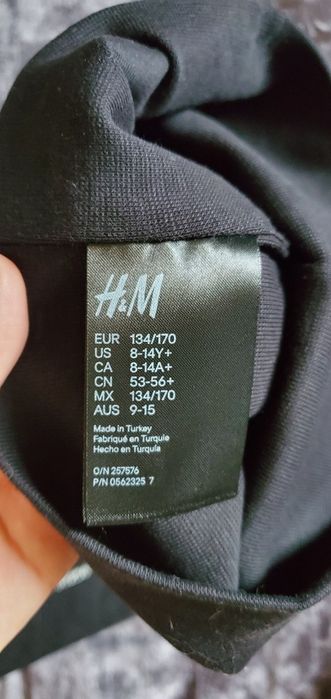 H&M
EUR 134/170
US 8-14Y+
CA 8-14A+
CN 53-56+
MX 134/170
AUS 9-15
Made in Turkey
Fabriqué en Turquie
Hecho en Turquía
O/N 257576
P/N 0562325 7